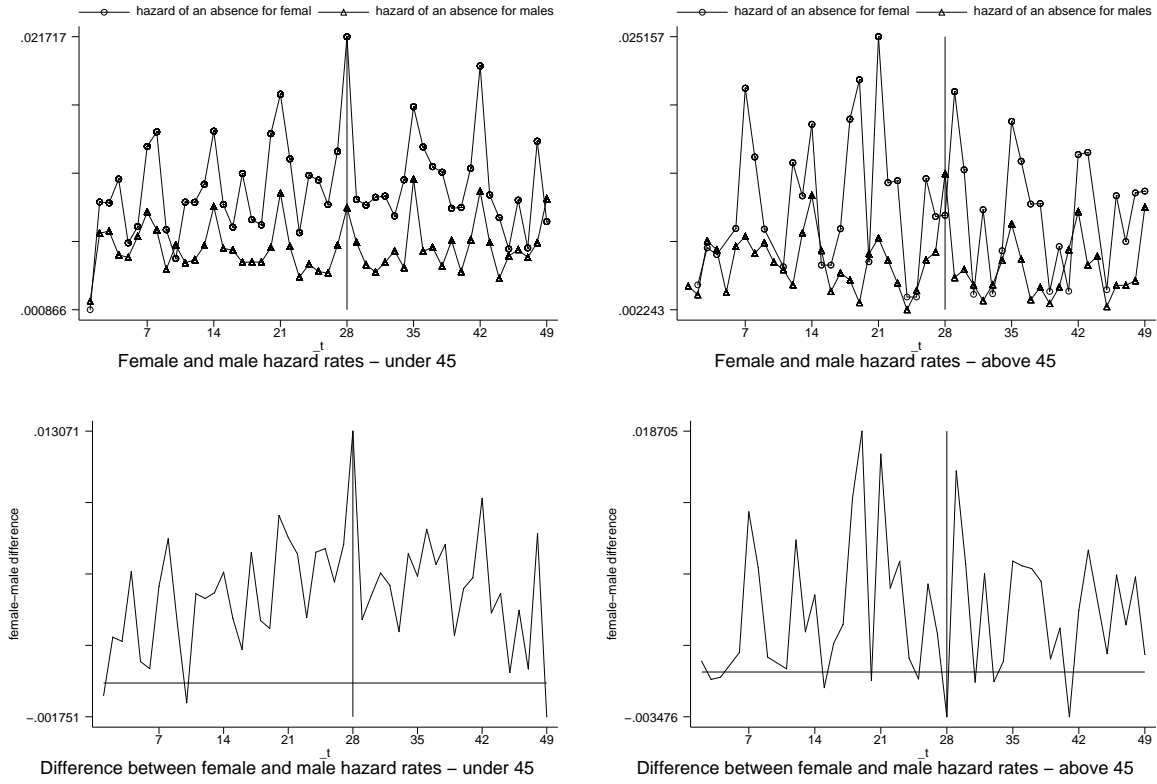 hazard of an absence for femal hazard of an absence for males
.021717
.000866
7 14 21 28 35 42 49
_t
Female and male hazard rates – under 45
hazard of an absence for femal hazard of an absence for males
.025157
.002243
7 14 21 28 35 42 49
_t
Female and male hazard rates – above 45
female–male difference
.013071
–.001751
7 14 21 28 35 42 49
_t
Difference between female and male hazard rates – under 45
female–male difference
.018705
–.003476
7 14 21 28 35 42 49
_t
Difference between female and male hazard rates – above 45